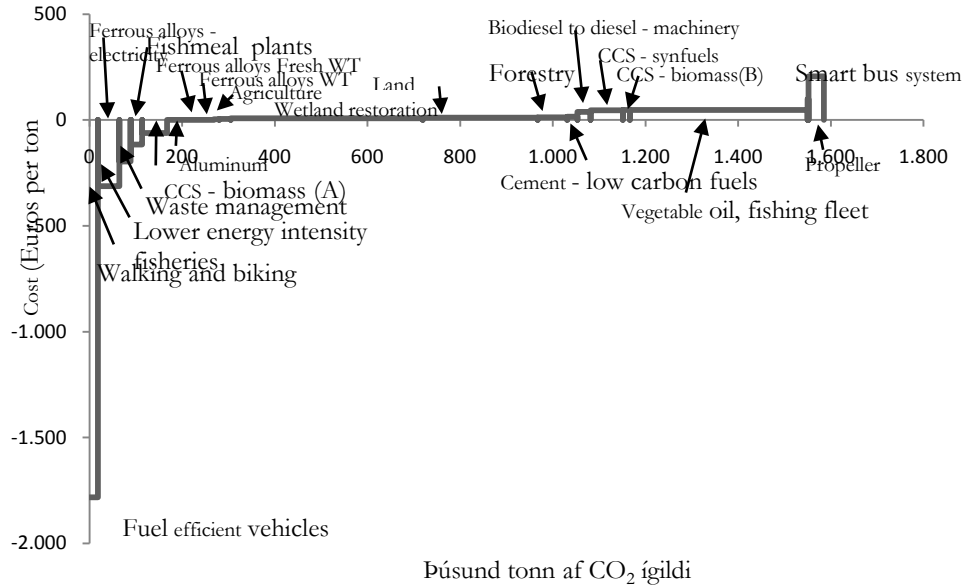 500
Ferrous alloys -
electricity
Fishmeal plants
Ferrous alloys Fresh WT
Ferrous alloys WT
Agriculture
Land
Wetland restoration
Biodiesel to diesel - machinery
CCS - synfuels
Forestry
CCS - biomass(B)
Smart bus system
0
0 200 400 600 800 1.000 1.200 1.400 1.600 1.800
Aluminum
Propeller
CCS - biomass (A)
Cement - low carbon fuels
Waste management
Vegetable oil, fishing fleet
-500
Lower energy intensity
fisheries
Walking and biking
Cost (Euros per ton)
-1.000
-1.500
Fuel efficient vehicles
-2.000
Þúsund tonn af CO₂ ígildi